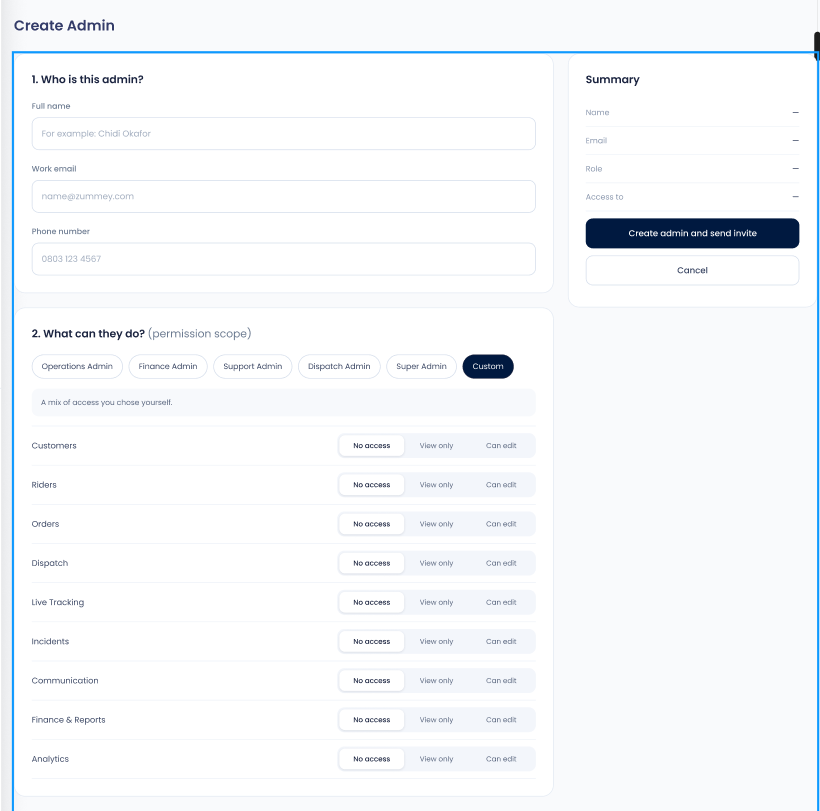 Create Admin
1. Who is this admin?
Full name
For example: Chidi Okafor
Work email
name@zummey.com
Phone number
0803 123 4567
Summary
Name –
Email –
Role –
Access to –
Create admin and send invite
Cancel
2. What can they do? (permission scope)
Operations Admin Finance Admin Support Admin Dispatch Admin Super Admin Custom
A mix of access you chose yourself.
Customers No access View only Can edit
Riders No access View only Can edit
Orders No access View only Can edit
Dispatch No access View only Can edit
Live Tracking No access View only Can edit
Incidents No access View only Can edit
Communication No access View only Can edit
Finance & Reports No access View only Can edit
Analytics No access View only Can edit